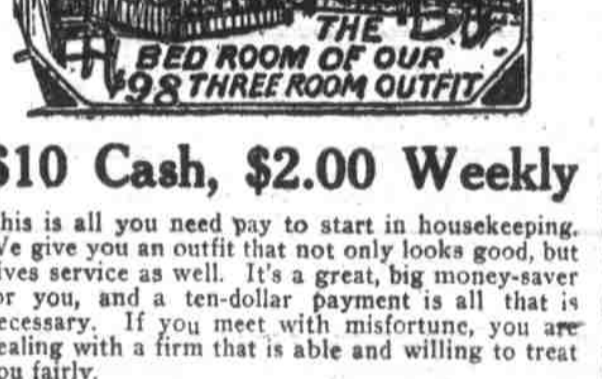 THE
BED ROOM OF OUR
$98 THREE ROOM OUTFIT
$10 Cash, $2.00 Weekly
his is all you need pay to start in housekeeping.
Ve give you an outfit that not only looks good, but
ives service as well. It's a great, big money-saver
or you, and a ten-dollar payment is all that is
ecessary. If you meet with misfortune, you are
ealing with a firm that is able and willing to treat
ou fairly.